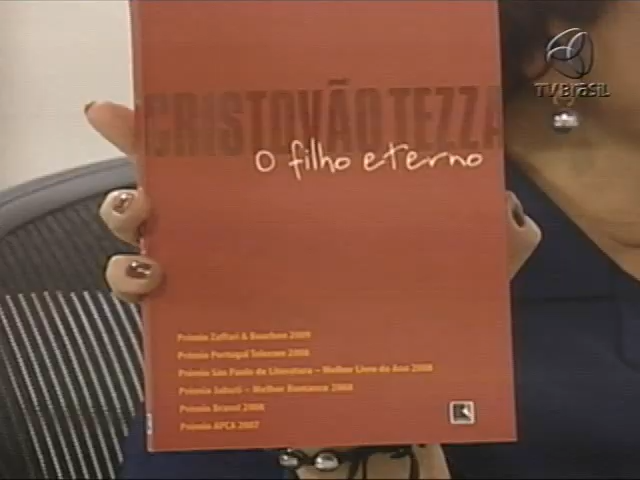 TV Brasil
CRISTOVÃO TEZZA
O filho eterno
Prêmio Zaffari & Bourbon 2009
Prêmio Portugal Telecom 2008
Prêmio São Paulo de Literatura – Melhor Livro do Ano 2008
Prêmio Jabuti – Melhor Romance 2008
Prêmio Bravo! 2008
Prêmio APCA 2007